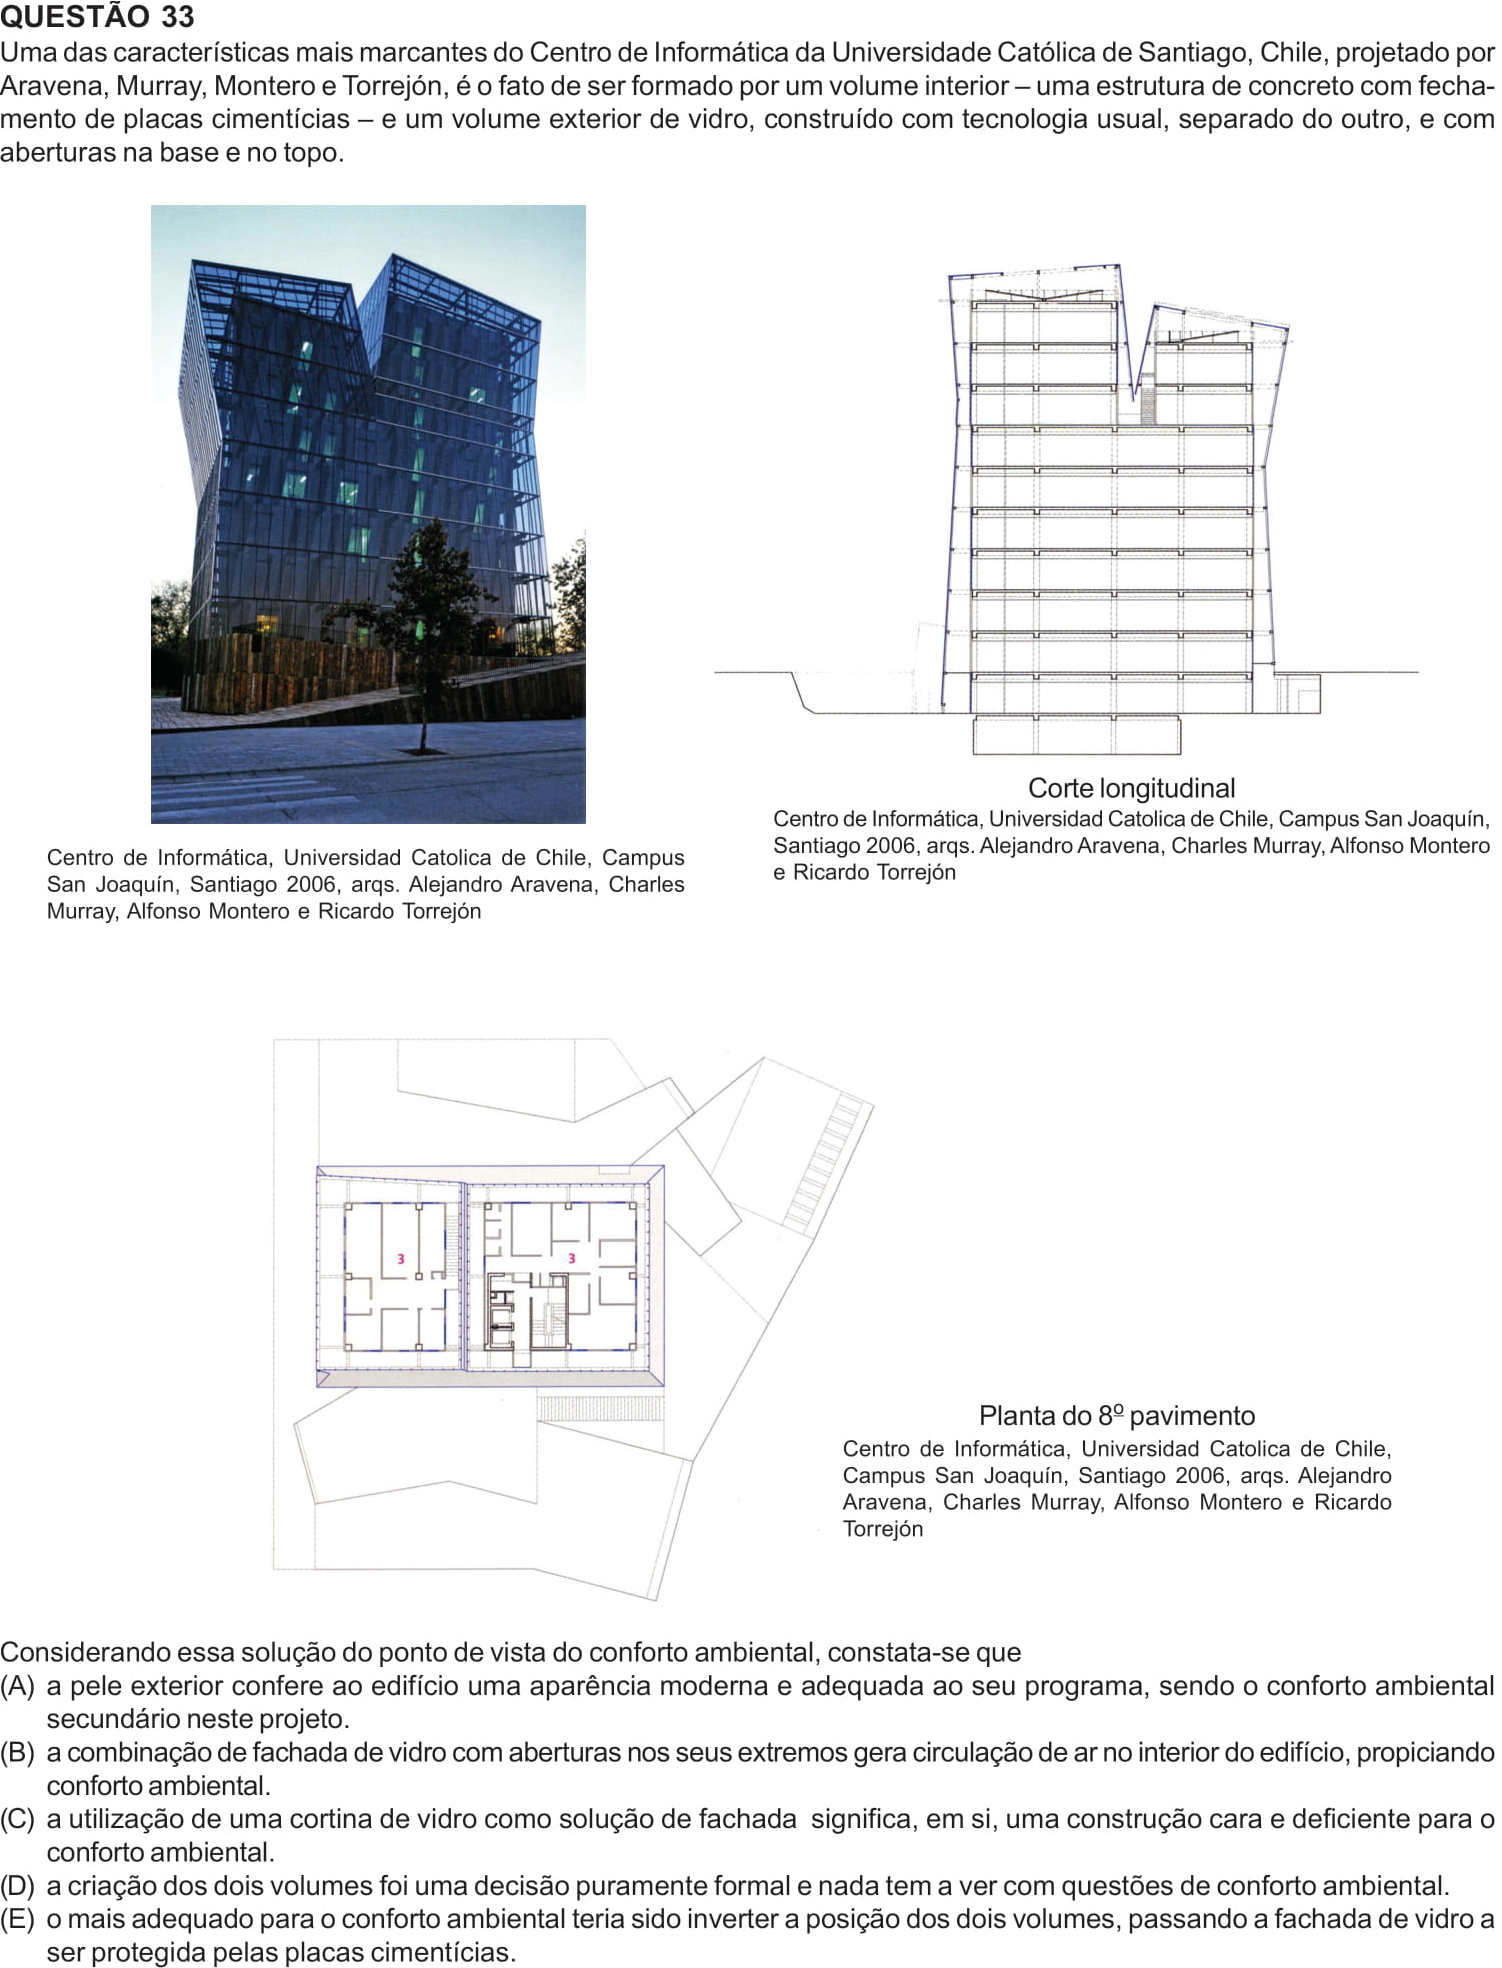 QUESTÃO 33
Uma das características mais marcantes do Centro de Informática da Universidade Católica de Santiago, Chile, projetado por
Aravena, Murray, Montero e Torrejón, é o fato de ser formado por um volume interior – uma estrutura de concreto com fecha-
mento de placas cimentícias – e um volume exterior de vidro, construído com tecnologia usual, separado do outro, e com
aberturas na base e no topo.
Corte longitudinal
Centro de Informática, Universidad Catolica de Chile, Campus San Joaquín,
Santiago 2006, arqs. Alejandro Aravena, Charles Murray, Alfonso Montero
e Ricardo Torrejón
Centro de Informática, Universidad Catolica de Chile, Campus
San Joaquín, Santiago 2006, arqs. Alejandro Aravena, Charles
Murray, Alfonso Montero e Ricardo Torrejón
3
3
Planta do 8º pavimento
Centro de Informática, Universidad Catolica de Chile,
Campus San Joaquín, Santiago 2006, arqs. Alejandro
Aravena, Charles Murray, Alfonso Montero e Ricardo
Torrejón
Considerando essa solução do ponto de vista do conforto ambiental, constata-se que
(A) a pele exterior confere ao edifício uma aparência moderna e adequada ao seu programa, sendo o conforto ambiental
secundário neste projeto.
(B) a combinação de fachada de vidro com aberturas nos seus extremos gera circulação de ar no interior do edifício, propiciando
conforto ambiental.
(C) a utilização de uma cortina de vidro como solução de fachada significa, em si, uma construção cara e deficiente para o
conforto ambiental.
(D) a criação dos dois volumes foi uma decisão puramente formal e nada tem a ver com questões de conforto ambiental.
(E) o mais adequado para o conforto ambiental teria sido inverter a posição dos dois volumes, passando a fachada de vidro a
ser protegida pelas placas cimentícias.